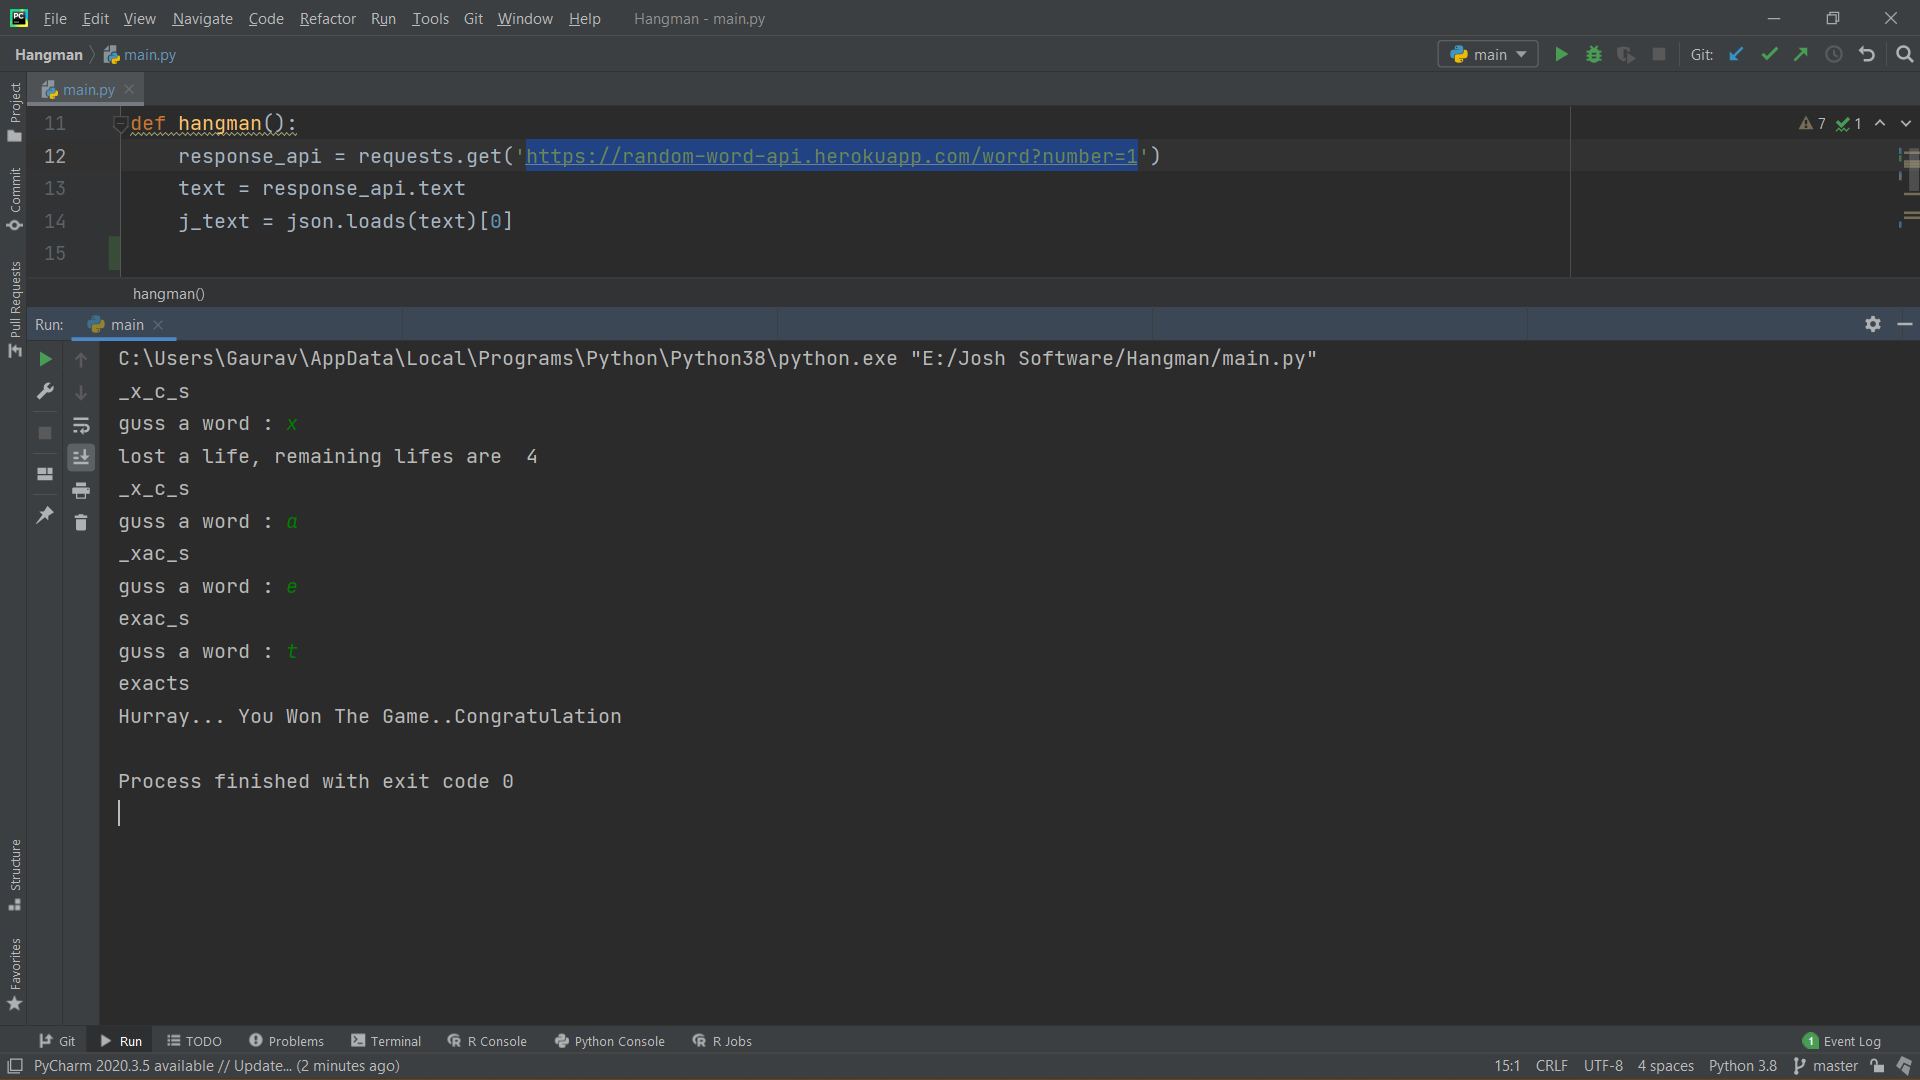 File Edit View Navigate Code Refactor Run Tools Git Window Help Hangman - main.py
Hangman main.py main Git:
main.py
Project
Commit
Pull Requests
11 def hangman(): 7 1
12 response_api = requests.get('https://random-word-api.herokuapp.com/word?number=1')
13 text = response_api.text
14 j_text = json.loads(text)[0]
15
hangman()
Run: main
C:\Users\Gaurav\AppData\Local\Programs\Python\Python38\python.exe "E:/Josh Software/Hangman/main.py"
_x_c_s
guss a word : x
lost a life, remaining lifes are  4
_x_c_s
guss a word : a
_xac_s
guss a word : e
exac_s
guss a word : t
exacts
Hurray... You Won The Game..Congratulation
Process finished with exit code 0
Structure
Favorites
Git Run TODO Problems Terminal R Console Python Console R Jobs 1 Event Log
PyCharm 2020.3.5 available // Update... (2 minutes ago) 15:1 CRLF UTF-8 4 spaces Python 3.8 master